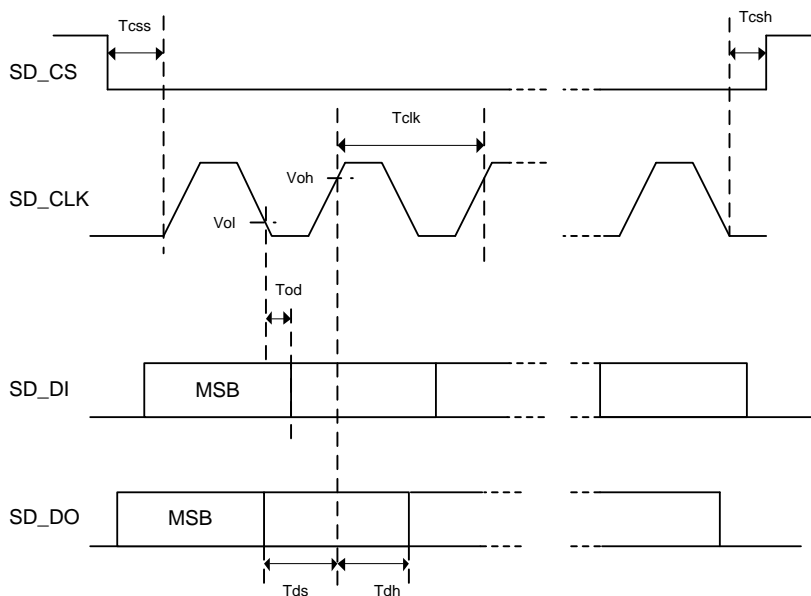 Tcss
Tcsh
SD_CS
Tclk
Voh
SD_CLK
Vol
Tod
SD_DI
MSB
SD_DO
MSB
Tds
Tdh